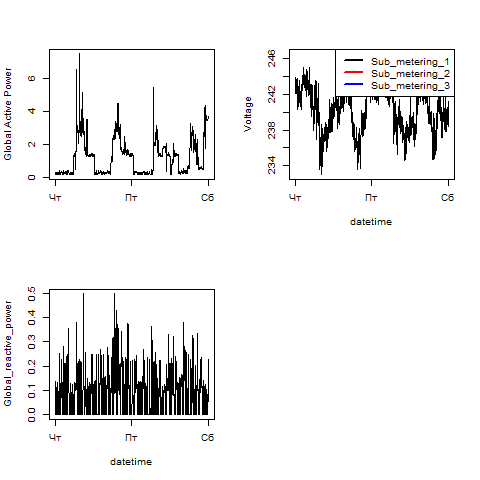 Global Active Power
6
4
2
0
Чт
Пт
Сб
Voltage
246
242
238
234
Sub_metering_1
Sub_metering_2
Sub_metering_3
Чт
Пт
Сб
datetime
Global_reactive_power
0.5
0.4
0.3
0.2
0.1
0.0
Чт
Пт
Сб
datetime